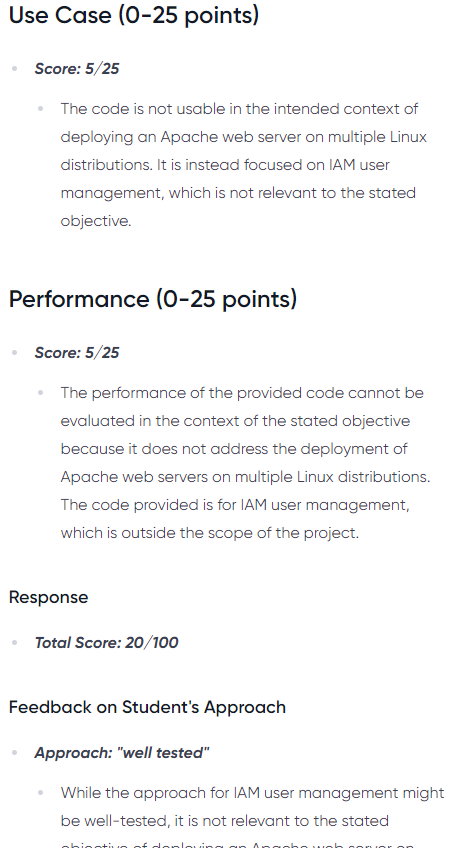 Use Case (0-25 points)
Score: 5/25
The code is not usable in the intended context of
deploying an Apache web server on multiple Linux
distributions. It is instead focused on IAM user
management, which is not relevant to the stated
objective.
Performance (0-25 points)
Score: 5/25
The performance of the provided code cannot be
evaluated in the context of the stated objective
because it does not address the deployment of
Apache web servers on multiple Linux distributions.
The code provided is for IAM user management,
which is outside the scope of the project.
Response
Total Score: 20/100
Feedback on Student's Approach
Approach: "well tested"
While the approach for IAM user management might
be well-tested, it is not relevant to the stated
objective of deploying an Apache web server on